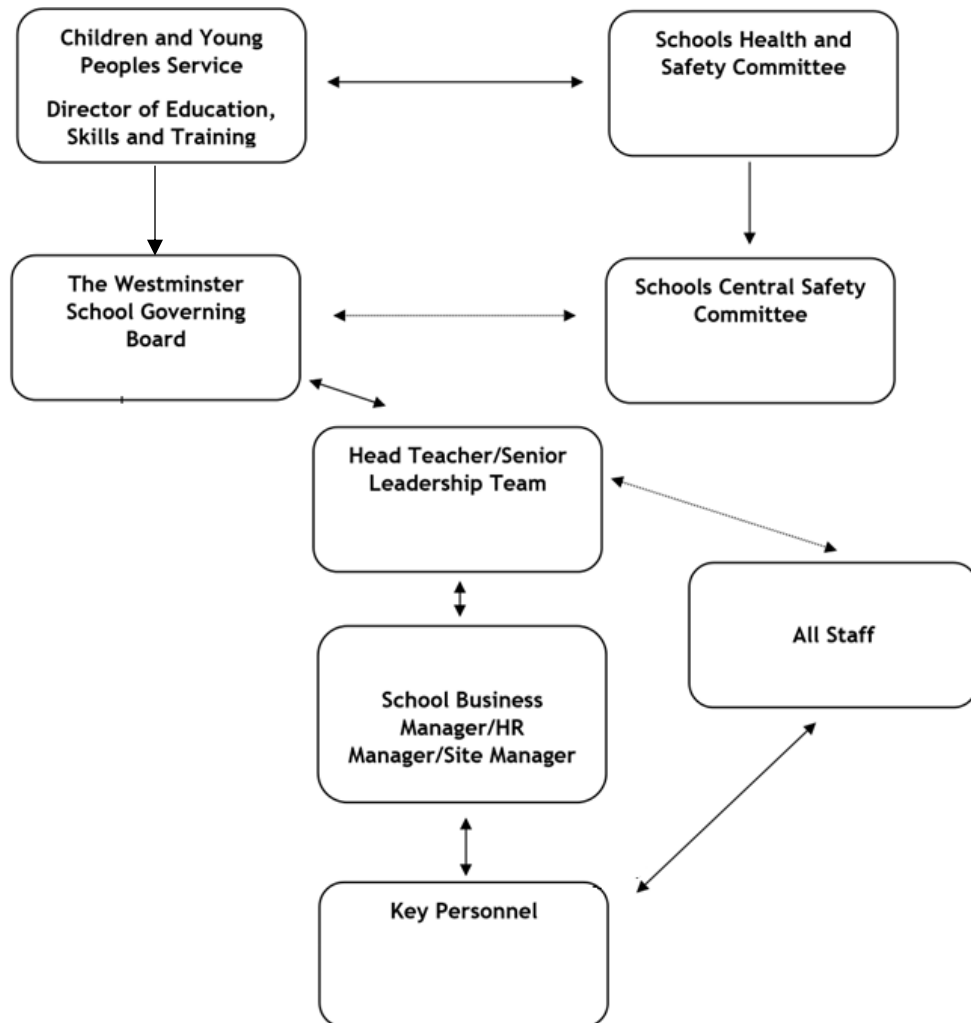 Children and Young
Peoples Service
Director of Education,
Skills and Training
Schools Health and
Safety Committee
The Westminster
School Governing
Board
Schools Central Safety
Committee
Head Teacher/Senior
Leadership Team
All Staff
School Business
Manager/HR
Manager/Site Manager
Key Personnel